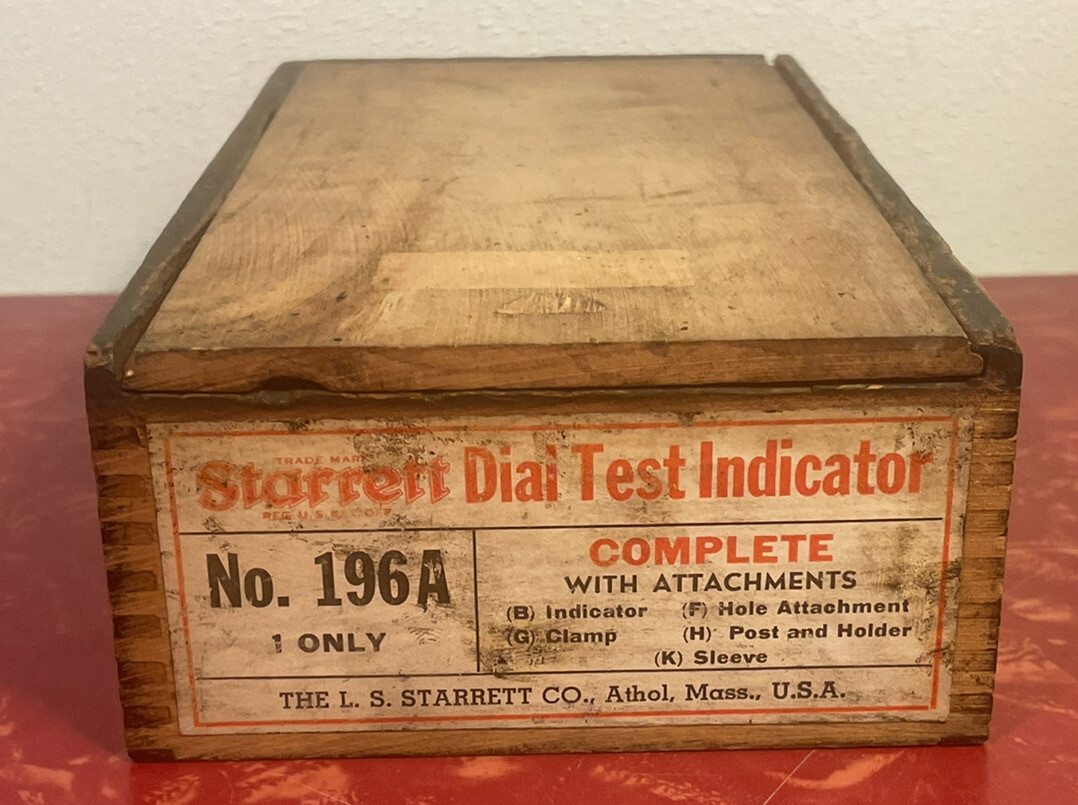 TRADE MARK
Starrett Dial Test Indicator
REG. U.S. PAT. OFF.
No. 196A
1 ONLY
COMPLETE
WITH ATTACHMENTS
(B) Indicator (F) Hole Attachment
(G) Clamp (H) Post and Holder
(K) Sleeve
THE L. S. STARRETT CO., Athol, Mass., U.S.A.